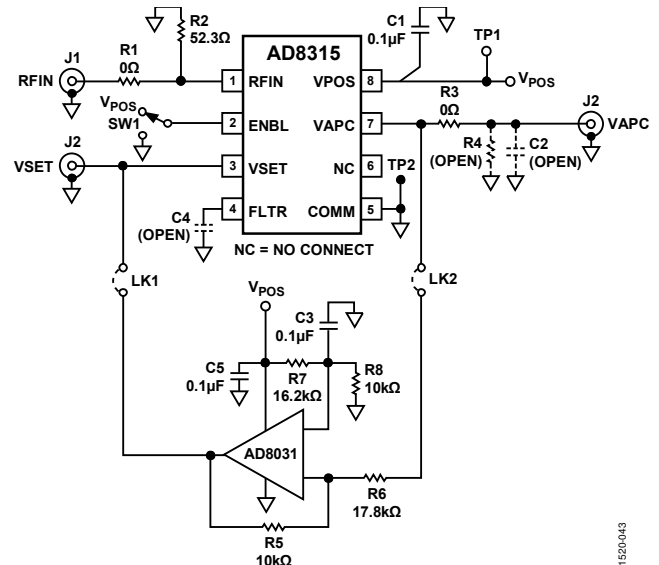 R2
52.3Ω
C1
0.1µF
TP1
AD8315
J1
RFIN
R1
0Ω
1 RFIN
VPOS 8
VPOS
R3
0Ω
VPOS
SW1
2 ENBL
VAPC 7
J2
VAPC
R4
(OPEN)
C2
(OPEN)
J2
VSET
3 VSET
NC 6
TP2
C4
(OPEN)
4 FLTR
COMM 5
NC = NO CONNECT
LK1
LK2
VPOS
C3
0.1µF
C5
0.1µF
R7
16.2kΩ
R8
10kΩ
AD8031
R6
17.8kΩ
R5
10kΩ
1520-043